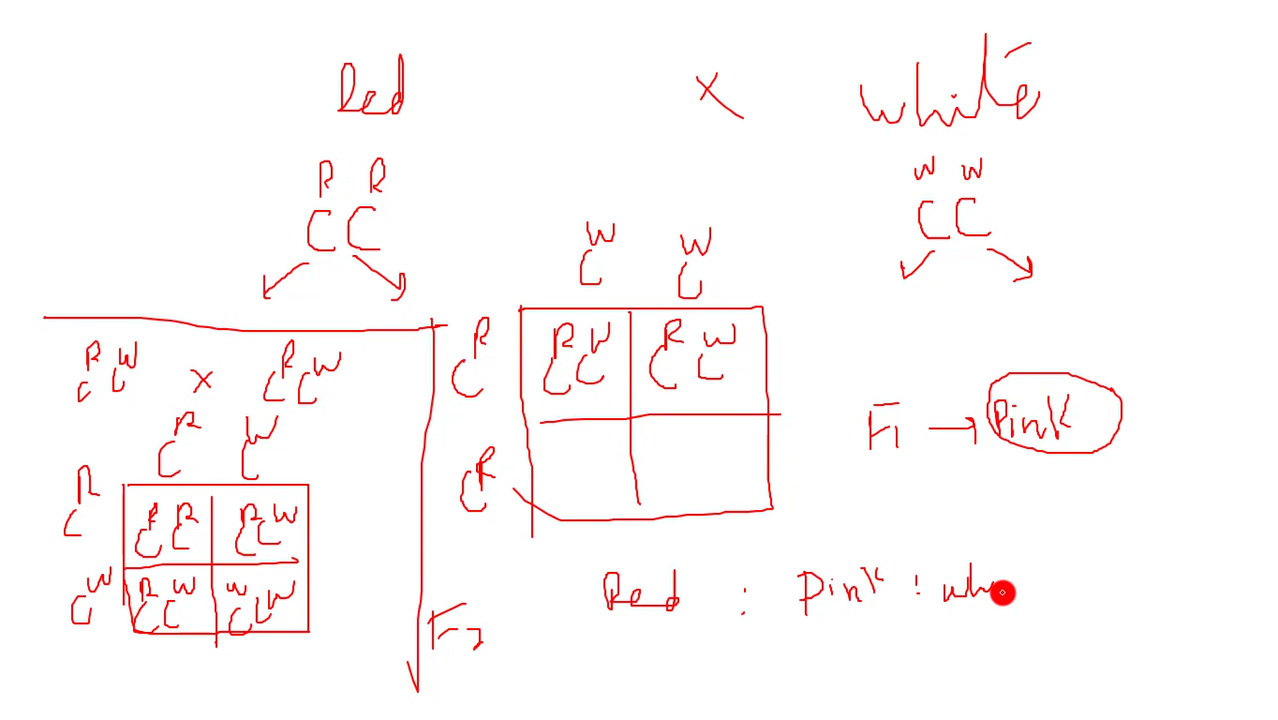 Red x White
C^R C^R
C^W C^W
C^W C^W
C^R C^R C^W C^R C^W
C^R
F1 → Pink
C^R C^W x C^R C^W
C^R C^W
C^R C^R C^R C^R C^W
C^W C^R C^W C^W C^W
F2
Red : Pink : wh